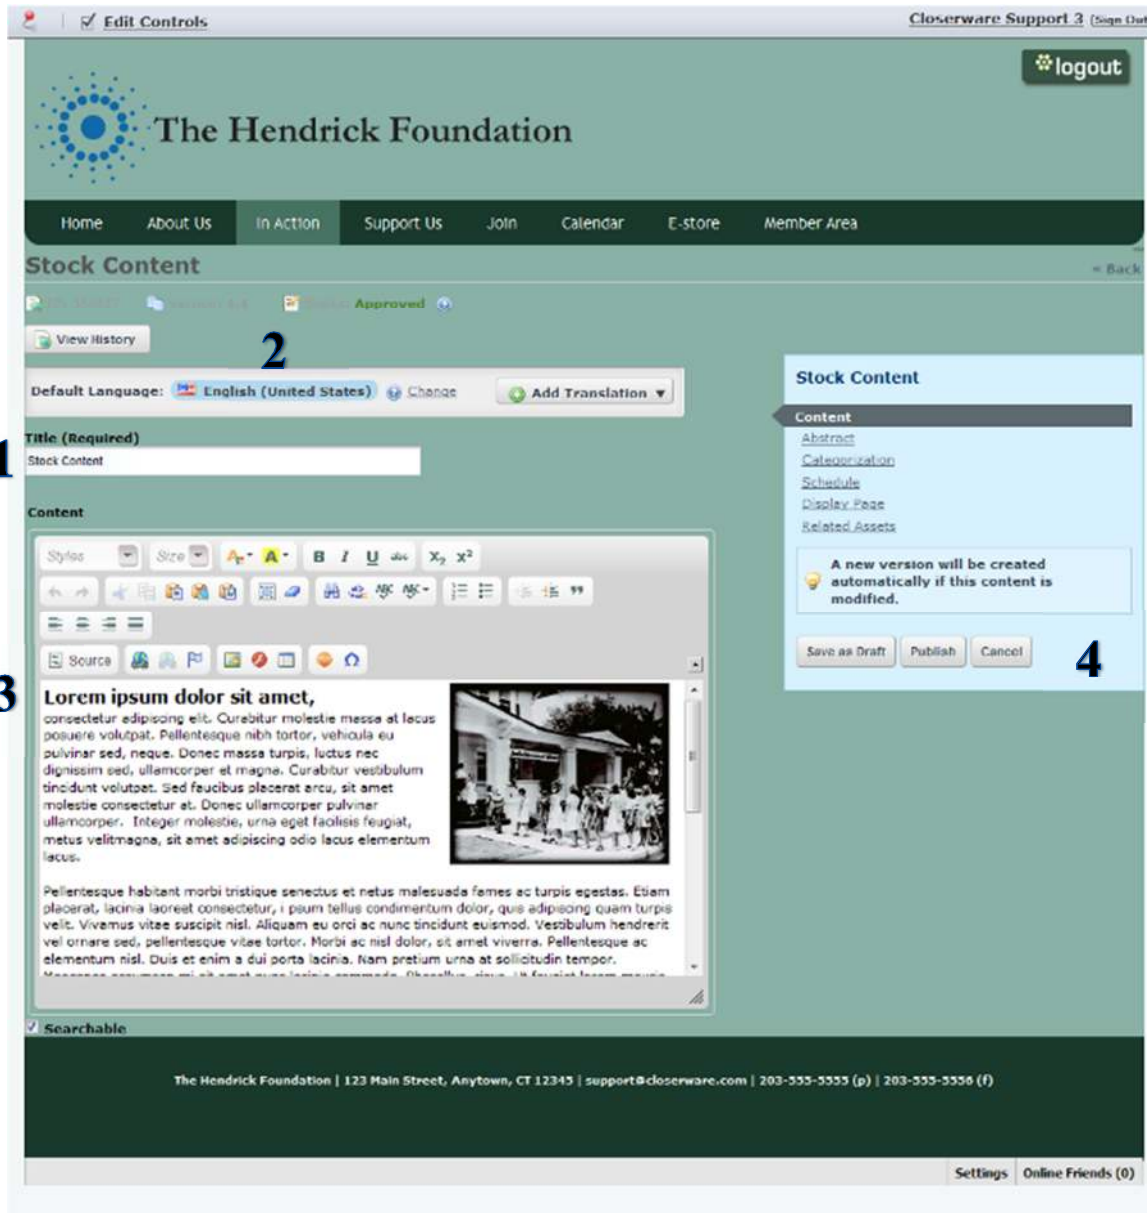 Edit Controls
Closerware Support 3 (Sign Out
logout
The Hendrick Foundation
Home About Us In Action Support Us Join Calendar E-store Member Area
Stock Content
« Back
Approved
View History
2
Default Language: English (United States) Change Add Translation
Title (Required)
1
Stock Content
Content
Styles Size B I U abc X2 X2
Source
3
Lorem ipsum dolor sit amet,
consectetur adipiscing elit. Curabitur molestie massa at lacus
posuere volutpat. Pellentesque nibh tortor, vehicula eu
pulvinar sed, neque. Donec massa turpis, luctus nec
dignissim sed, ullamcorper et magna. Curabitur vestibulum
tincidunt volutpat. Sed faucibus placerat arcu, sit amet
molestie consectetur at. Donec ullamcorper pulvinar
ullamcorper. Integer molestie, urna eget facilisis feugiat,
metus velitmagna, sit amet adipiscing odio lacus elementum
lacus.
Pellentesque habitant morbi tristique senectus et netus malesuada fames ac turpis egestas. Etiam
placerat, lacinia laoreet consectetur, i psum tellus condimentum dolor, quis adipiscing quam turpis
velit. Vivamus vitae suscipit nisl. Aliquam eu orci ac nunc tincidunt euismod. Vestibulum hendrerit
vel ornare sed, pellentesque vitae tortor. Morbi ac nisl dolor, sit amet viverra. Pellentesque ac
elementum nisl. Duis et enim a dui porta lacinia. Nam pretium urna at sollicitudin tempor.
Searchable
Stock Content
Content
Abstract
Categorization
Schedule
Display Page
Related Assets
A new version will be created
automatically if this content is
modified.
Save as Draft Publish Cancel
4
The Hendrick Foundation | 123 Main Street, Anytown, CT 12345 | support@closerware.com | 203-555-5555 (p) | 203-555-5556 (f)
Settings Online Friends (0)